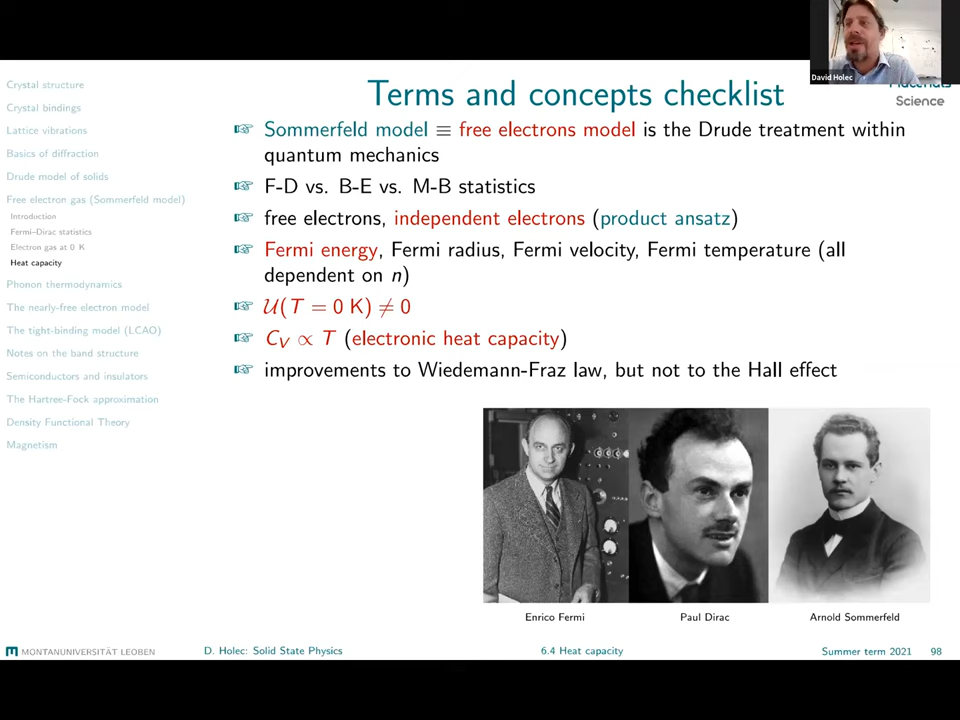 David Holec
Materials
Science
Crystal structure
Crystal bindings
Lattice vibrations
Basics of diffraction
Drude model of solids
Free electron gas (Sommerfeld model)
Introduction
Fermi–Dirac statistics
Electron gas at 0 K
Heat capacity
Phonon thermodynamics
The nearly-free electron model
The tight-binding model (LCAO)
Notes on the band structure
Semiconductors and insulators
The Hartree-Fock approximation
Density Functional Theory
Magnetism
Terms and concepts checklist
☞ Sommerfeld model ≡ free electrons model is the Drude treatment within
quantum mechanics
☞ F-D vs. B-E vs. M-B statistics
☞ free electrons, independent electrons (product ansatz)
☞ Fermi energy, Fermi radius, Fermi velocity, Fermi temperature (all
dependent on n)
☞ U(T = 0 K) ≠ 0
☞ C_V ∝ T (electronic heat capacity)
☞ improvements to Wiedemann-Fraz law, but not to the Hall effect
Enrico Fermi
Paul Dirac
Arnold Sommerfeld
MONTANUNIVERSITÄT LEOBEN
D. Holec: Solid State Physics
6.4 Heat capacity
Summer term 2021 98